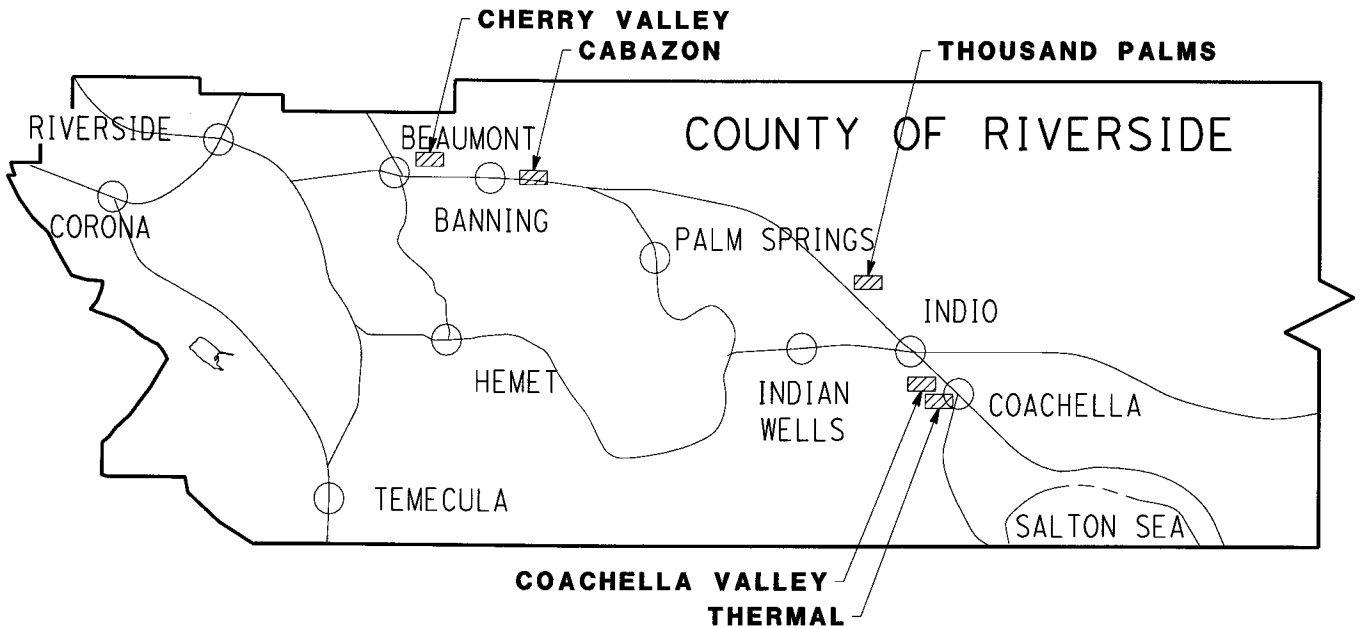 CHERRY VALLEY
CABAZON
THOUSAND PALMS
RIVERSIDE
BEAUMONT
COUNTY OF RIVERSIDE
CORONA
BANNING
PALM SPRINGS
INDIO
HEMET
INDIAN
WELLS
COACHELLA
TEMECULA
SALTON SEA
COACHELLA VALLEY
THERMAL